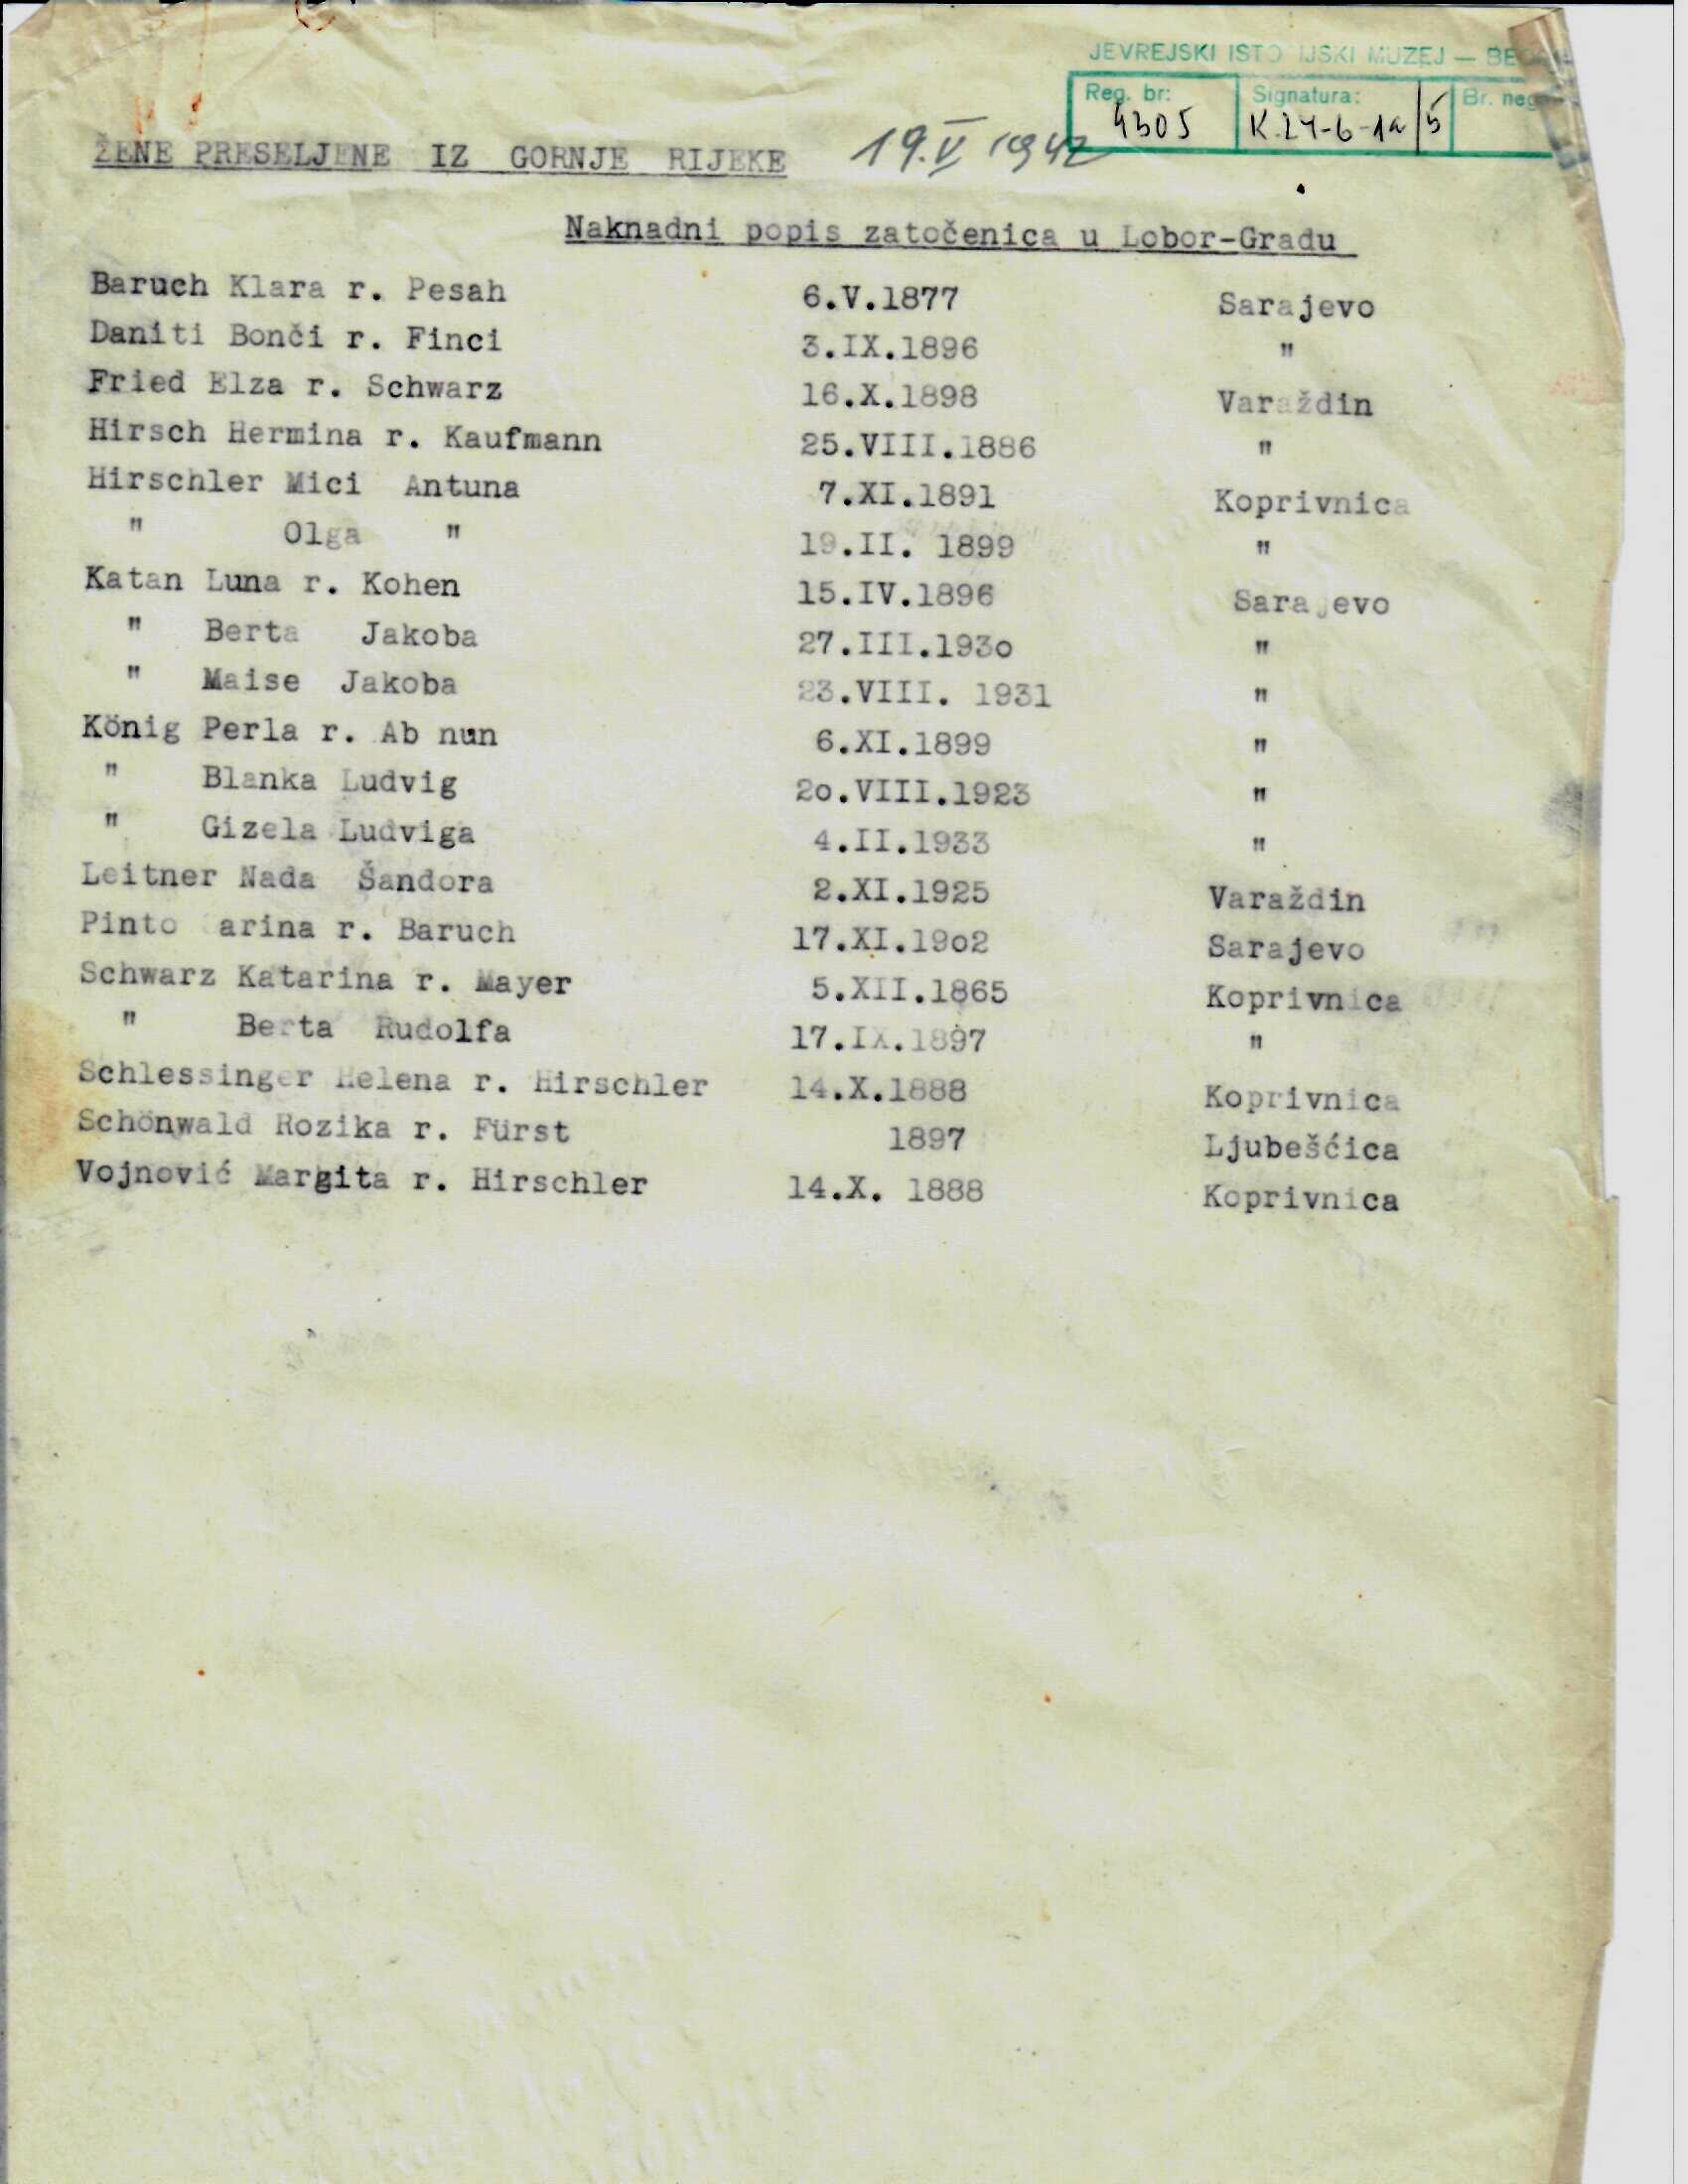 JEVREJSKI ISTO IJSKI MUZEJ — BEO
Reg. br: 4305 Signatura: K.24-6-1a/5 Br. neg
ŽENE PRESELJENE IZ GORNJE RIJEKE 19.V 1942
Naknadni popis zatočenica u Lobor-Gradu
Baruch Klara r. Pesah 6.V.1877 Sarajevo
Daniti Bonči r. Finci 3.IX.1896 "
Fried Elza r. Schwarz 16.X.1898 Varaždin
Hirsch Hermina r. Kaufmann 25.VIII.1886 "
Hirschler Mici Antuna 7.XI.1891 Koprivnica
" Olga " 19.II. 1899 "
Katan Luna r. Kohen 15.IV.1896 Sarajevo
" Berta Jakoba 27.III.193o "
" Maise Jakoba 23.VIII. 1931 "
König Perla r. Ab nun 6.XI.1899 "
" Blanka Ludvig 2o.VIII.1923 "
" Gizela Ludviga 4.II.1933 "
Leitner Nada Šandora 2.XI.1925 Varaždin
Pinto arina r. Baruch 17.XI.19o2 Sarajevo
Schwarz Katarina r. Mayer 5.XII.1865 Koprivnica
" Berta Rudolfa 17.IX.1897 "
Schlessinger Helena r. Hirschler 14.X.1888 Koprivnica
Schönwald Rozika r. Fürst 1897 Ljubešćica
Vojnović Margita r. Hirschler 14.X. 1888 Koprivnica